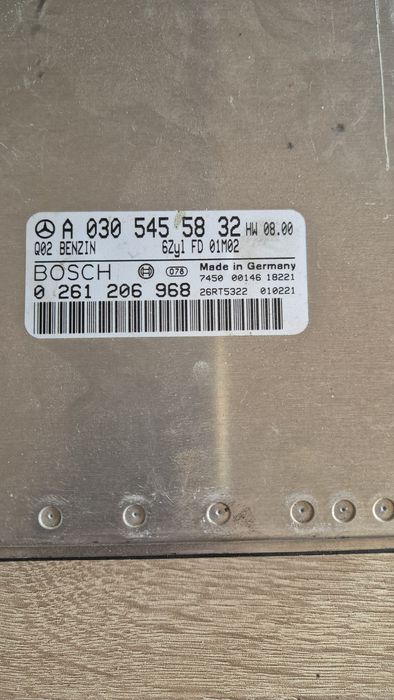 A 030 545 58 32 HW 08.00
Q02 BENZIN 6Zyl FD 01M02
BOSCH 078 Made in Germany
7450 00146 18221
0 261 206 968 26RT5322 010221